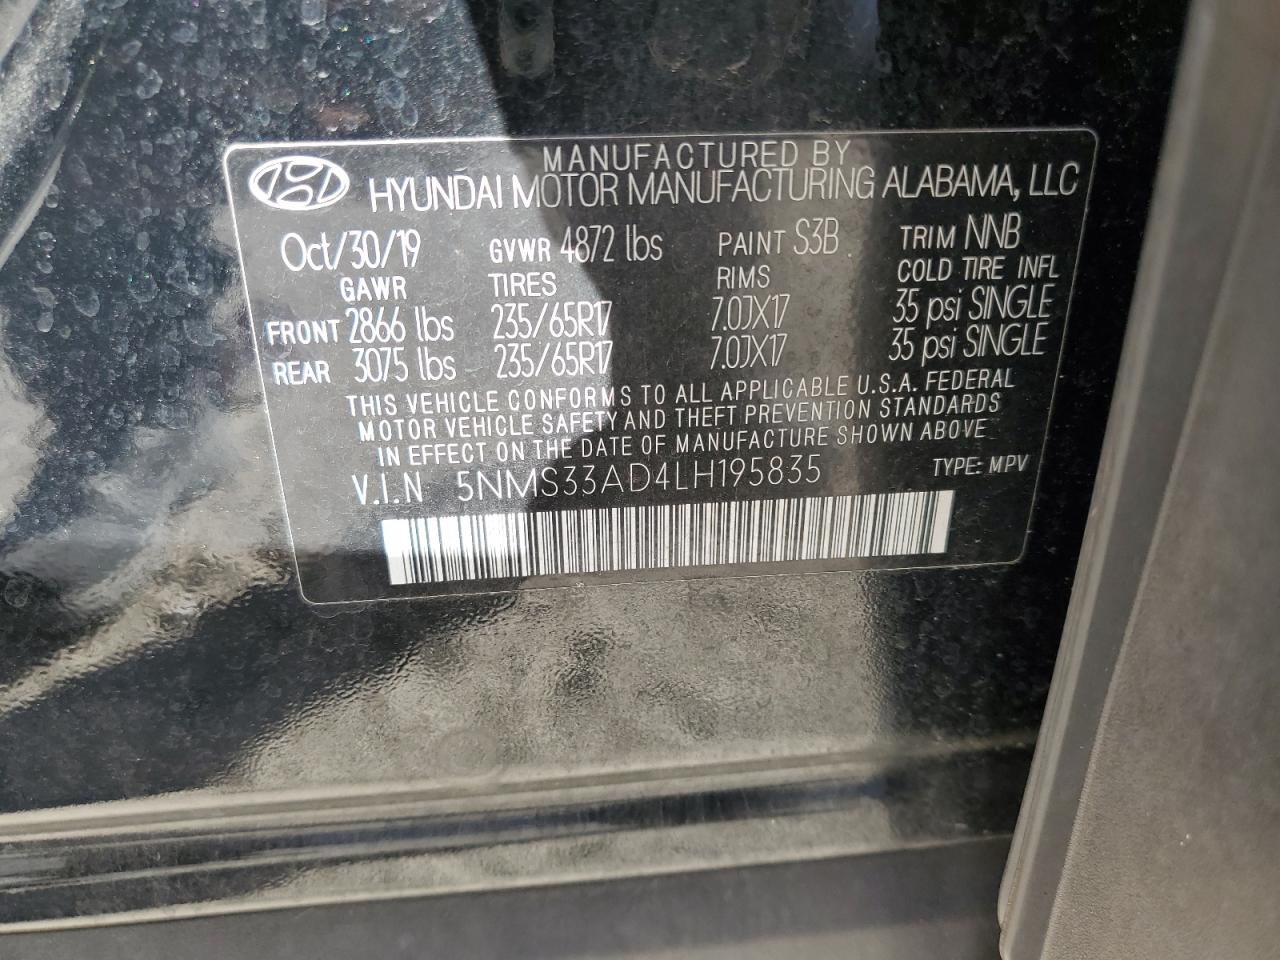 MANUFACTURED BY
HYUNDAI MOTOR MANUFACTURING ALABAMA, LLC
Oct/30/19 GVWR 4872 lbs PAINT S3B TRIM NNB
GAWR TIRES RIMS COLD TIRE INFL
FRONT 2866 lbs 235/65R17 7.0JX17 35 psi SINGLE
REAR 3075 lbs 235/65R17 7.0JX17 35 psi SINGLE
THIS VEHICLE CONFORMS TO ALL APPLICABLE U.S.A. FEDERAL
MOTOR VEHICLE SAFETY AND THEFT PREVENTION STANDARDS
IN EFFECT ON THE DATE OF MANUFACTURE SHOWN ABOVE
V.I.N 5NMS33AD4LH195835 TYPE: MPV